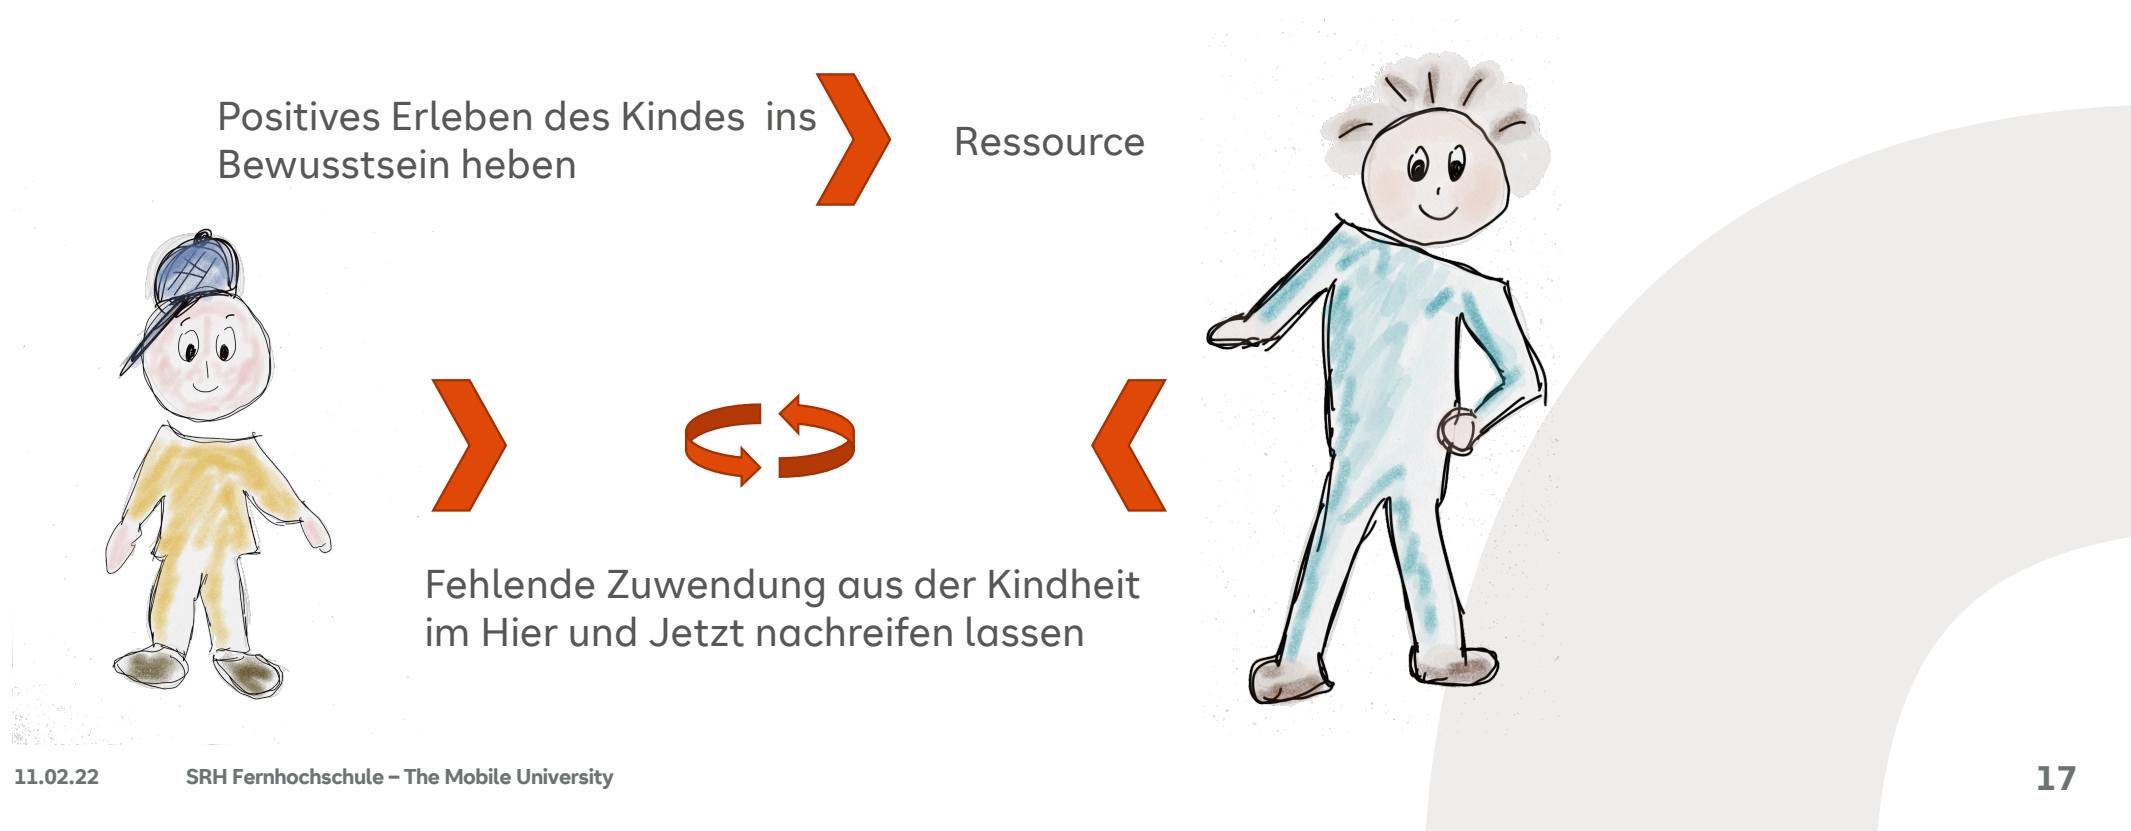 Positives Erleben des Kindes  ins
Bewusstsein heben
Ressource
Fehlende Zuwendung aus der Kindheit
im Hier und Jetzt nachreifen lassen
11.02.22
SRH Fernhochschule – The Mobile University
17